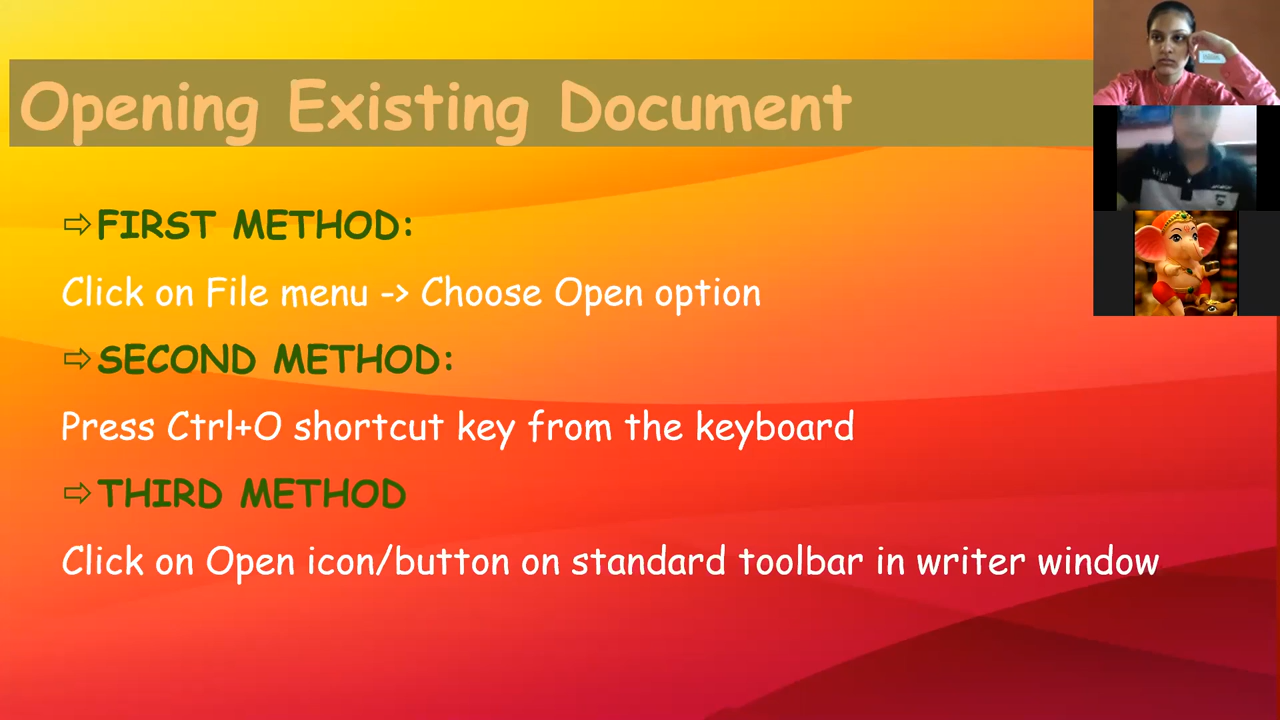 Opening Existing Document
⇨FIRST METHOD:
Click on File menu -> Choose Open option
⇨SECOND METHOD:
Press Ctrl+O shortcut key from the keyboard
⇨THIRD METHOD
Click on Open icon/button on standard toolbar in writer window